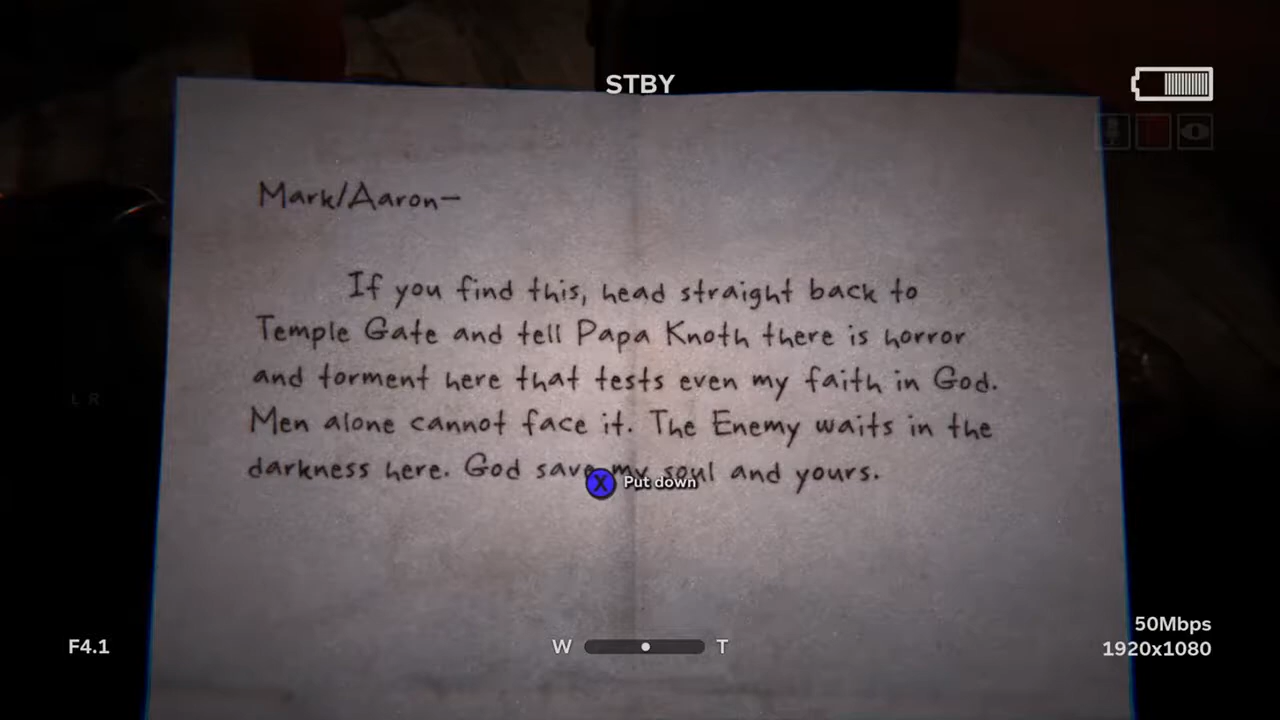 STBY
Mark/Aaron—
If you find this, head straight back to
Temple Gate and tell Papa Knoth there is horror
and torment here that tests even my faith in God.
Men alone cannot face it. The Enemy waits in the
darkness here. God save my soul and yours.
X Put down
L R
50Mbps
F4.1
W T
1920x1080